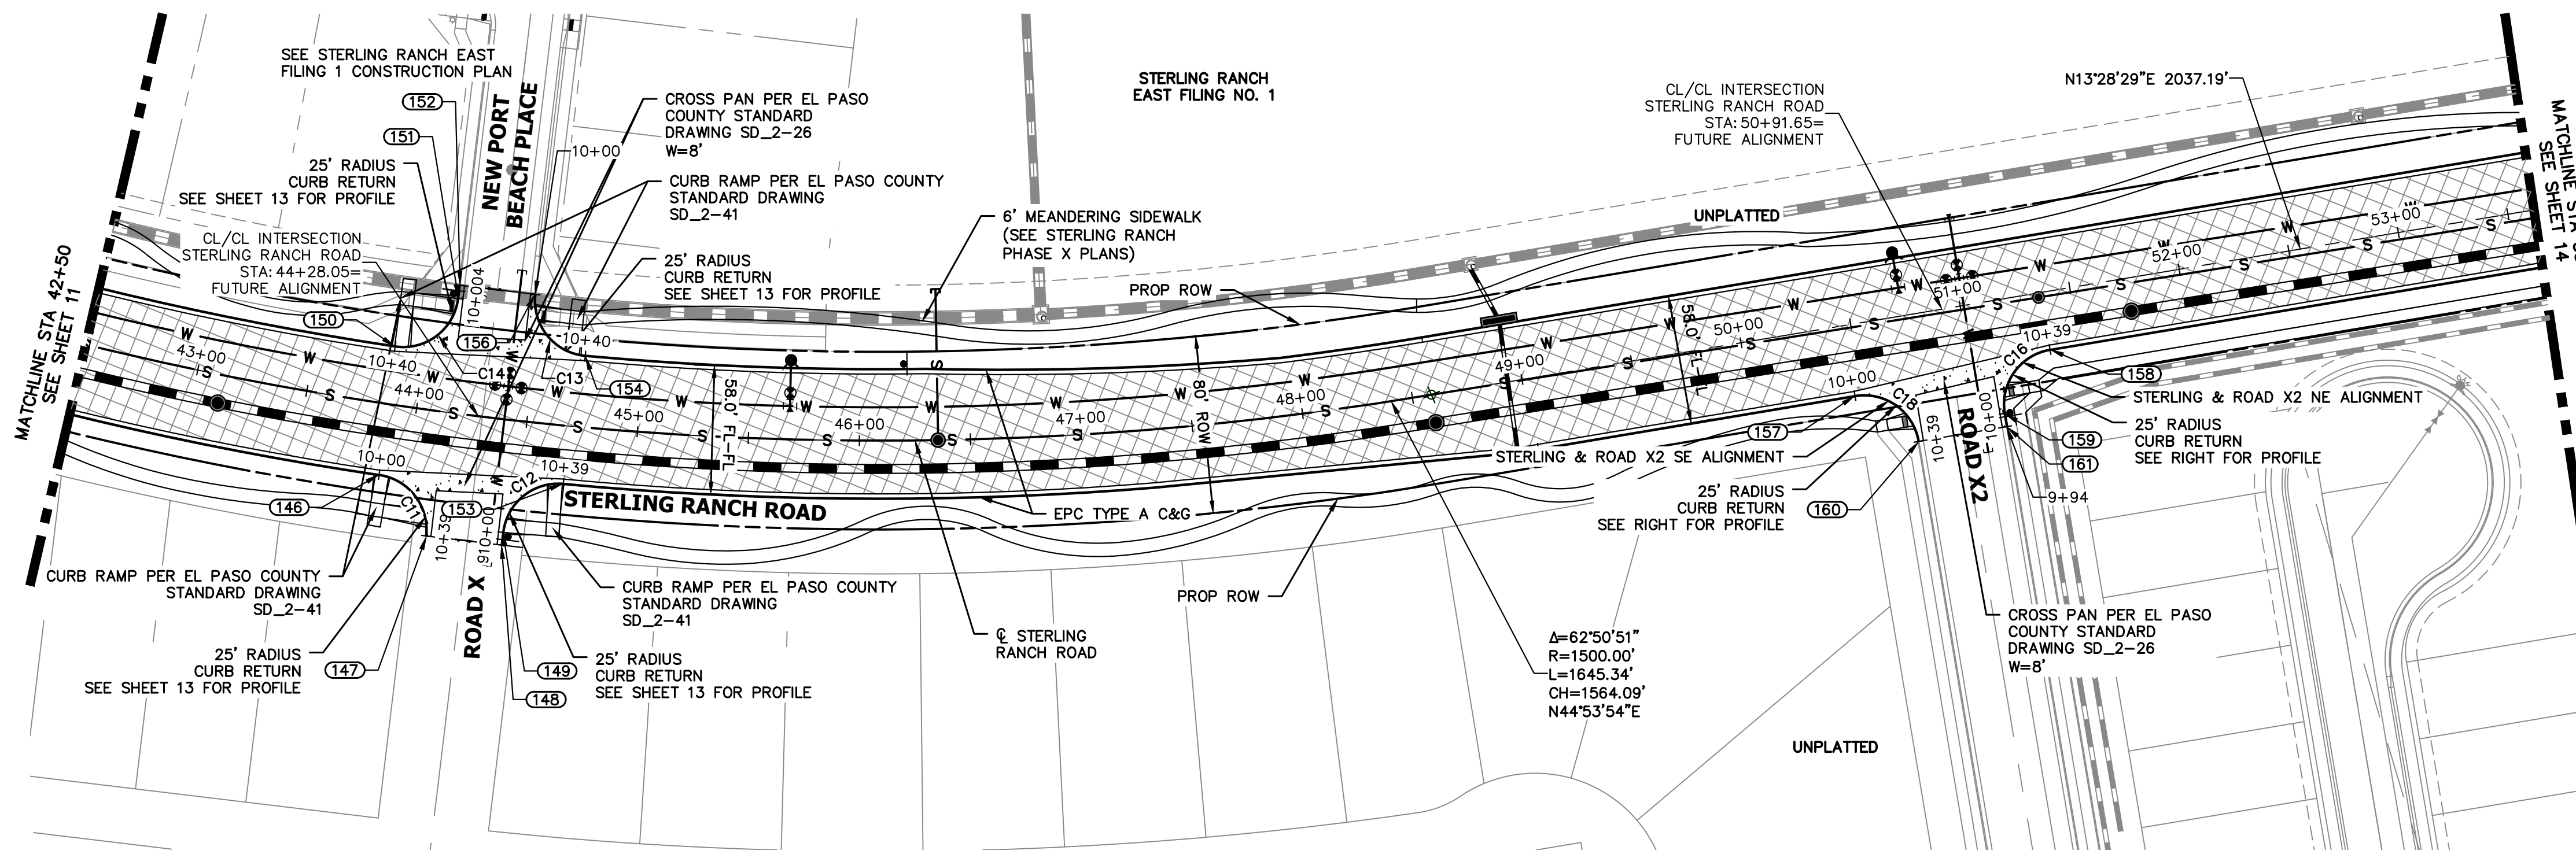 SEE STERLING RANCH EAST
FILING 1 CONSTRUCTION PLAN
152
151
25' RADIUS
CURB RETURN
SEE SHEET 13 FOR PROFILE
CL/CL INTERSECTION
STERLING RANCH ROAD
STA: 44+28.05=
FUTURE ALIGNMENT
150
MATCHLINE STA 42+50
SEE SHEET 11
NEW PORT
BEACH PLACE
10+00
CROSS PAN PER EL PASO
COUNTY STANDARD
DRAWING SD_2-26
W=8'
CURB RAMP PER EL PASO COUNTY
STANDARD DRAWING
SD_2-41
25' RADIUS
CURB RETURN
SEE SHEET 13 FOR PROFILE
STERLING RANCH
EAST FILING NO. 1
6' MEANDERING SIDEWALK
(SEE STERLING RANCH
PHASE X PLANS)
PROP ROW
UNPLATTED
CL/CL INTERSECTION
STERLING RANCH ROAD
STA: 50+91.65=
FUTURE ALIGNMENT
N13°28'29"E 2037.19'
SEE SHEET 14
10+04
156
10+40
10+40
C14
C13
154
43+00
44+00
45+00
46+00
47+00
48+00
49+00
50+00
51+00
52+00
53+00
W
S
58.0' FL-FL
80' ROW
58.0' FL-FL
10+00
10+39
C12
C11
153
146
10+39
STERLING RANCH ROAD
EPC TYPE A C&G
ROAD X
CURB RAMP PER EL PASO COUNTY
STANDARD DRAWING
SD_2-41
25' RADIUS
CURB RETURN
SEE SHEET 13 FOR PROFILE
147
CURB RAMP PER EL PASO COUNTY
STANDARD DRAWING
SD_2-41
149
148
25' RADIUS
CURB RETURN
SEE SHEET 13 FOR PROFILE
℄ STERLING
RANCH ROAD
PROP ROW
Δ=62°50'51"
R=1500.00'
L=1645.34'
CH=1564.09'
N44°53'54"E
10+00
C18
157
STERLING & ROAD X2 SE ALIGNMENT
25' RADIUS
CURB RETURN
SEE RIGHT FOR PROFILE
160
10+39
ROAD X2
10+00
10+39
C16
158
STERLING & ROAD X2 NE ALIGNMENT
25' RADIUS
CURB RETURN
SEE RIGHT FOR PROFILE
159
161
9+94
CROSS PAN PER EL PASO
COUNTY STANDARD
DRAWING SD_2-26
W=8'
UNPLATTED